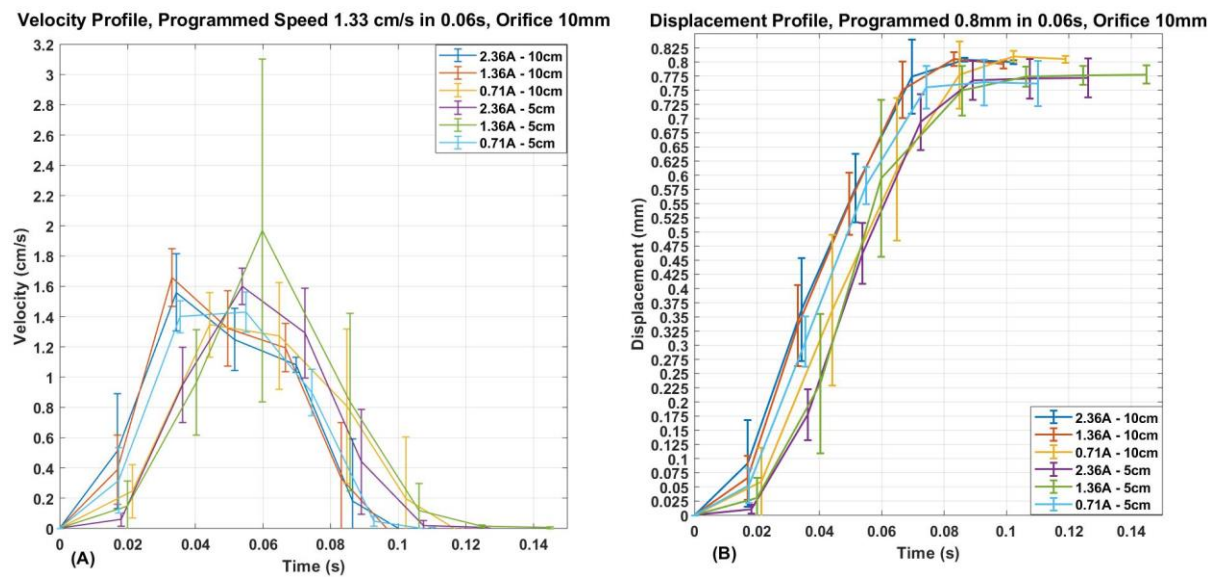 Velocity Profile, Programmed Speed 1.33 cm/s in 0.06s, Orifice 10mm
3.2
3
2.8
2.6
2.4
2.2
2
1.8
1.6
1.4
1.2
1
0.8
0.6
0.4
0.2
0
Velocity (cm/s)
2.36A - 10cm
1.36A - 10cm
0.71A - 10cm
2.36A - 5cm
1.36A - 5cm
0.71A - 5cm
0 0.02 0.04 0.06 0.08 0.1 0.12 0.14
(A)
Time (s)
Displacement Profile, Programmed 0.8mm in 0.06s, Orifice 10mm
0.825
0.775
0.725
0.675
0.625
0.575
0.525
0.475
0.425
0.375
0.325
0.275
0.225
0.175
0.125
0.075
0.025
0.8
0.75
0.7
0.65
0.6
0.55
0.5
0.45
0.4
0.35
0.3
0.25
0.2
0.15
0.1
0.05
0
Displacement (mm)
2.36A - 10cm
1.36A - 10cm
0.71A - 10cm
2.36A - 5cm
1.36A - 5cm
0.71A - 5cm
0 0.02 0.04 0.06 0.08 0.1 0.12 0.14
(B)
Time (s)